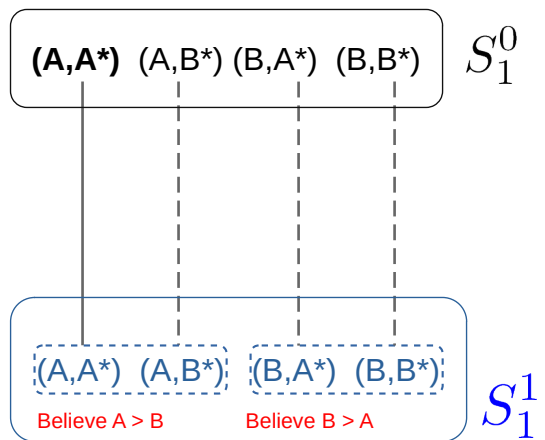 (A,A*) (A,B*) (B,A*) (B,B*) S₁⁰
(A,A*) (A,B*) (B,A*) (B,B*) S₁¹
Believe A > B Believe B > A